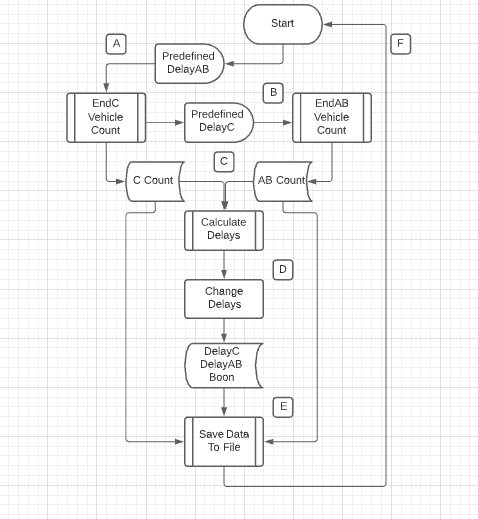 Start
A
F
Predefined
DelayAB
B
EndC
Vehicle
Count
Predefined
DelayC
EndAB
Vehicle
Count
C
C Count
AB Count
Calculate
Delays
D
Change
Delays
DelayC
DelayAB
Boon
E
Save Data
To File